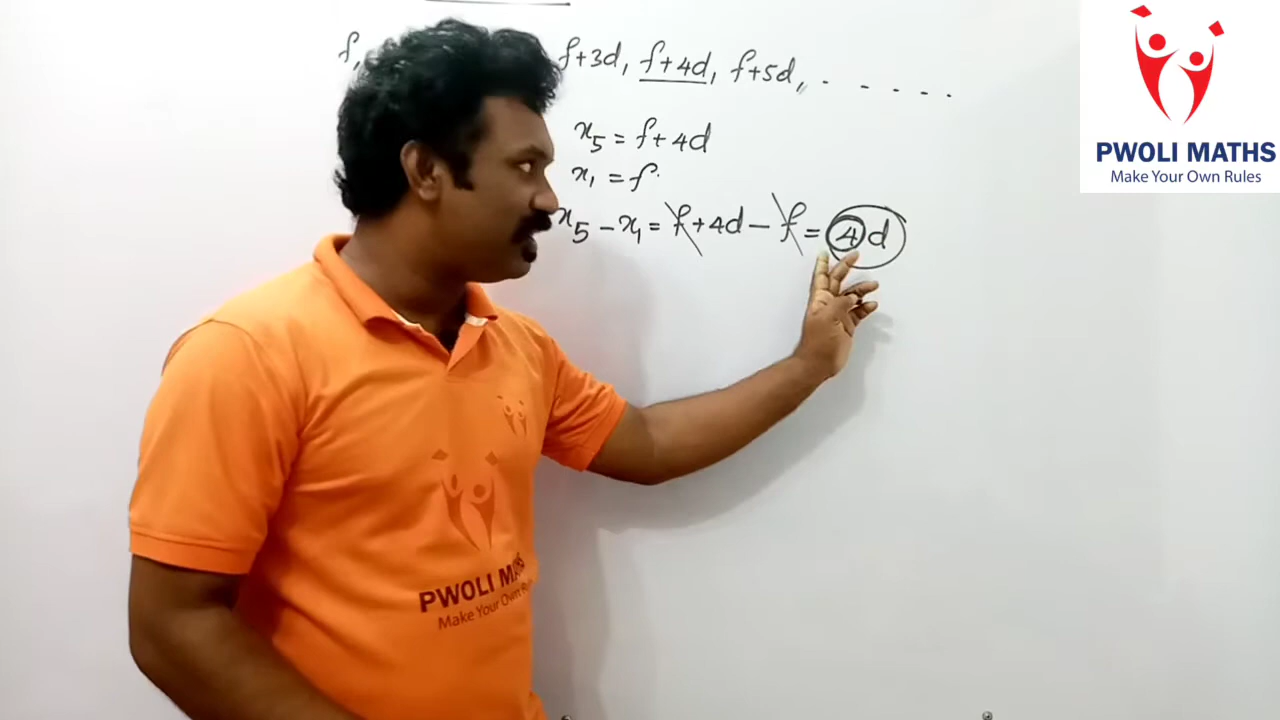 f, f+3d, f+4d, f+5d, . - - - .
x₅ = f+4d
x₁ = f
x₅ - x₁ = f+4d - f = 4d
PWOLI MATHS
Make Your Own Rules
PWOLI MATHS
Make Your Own R